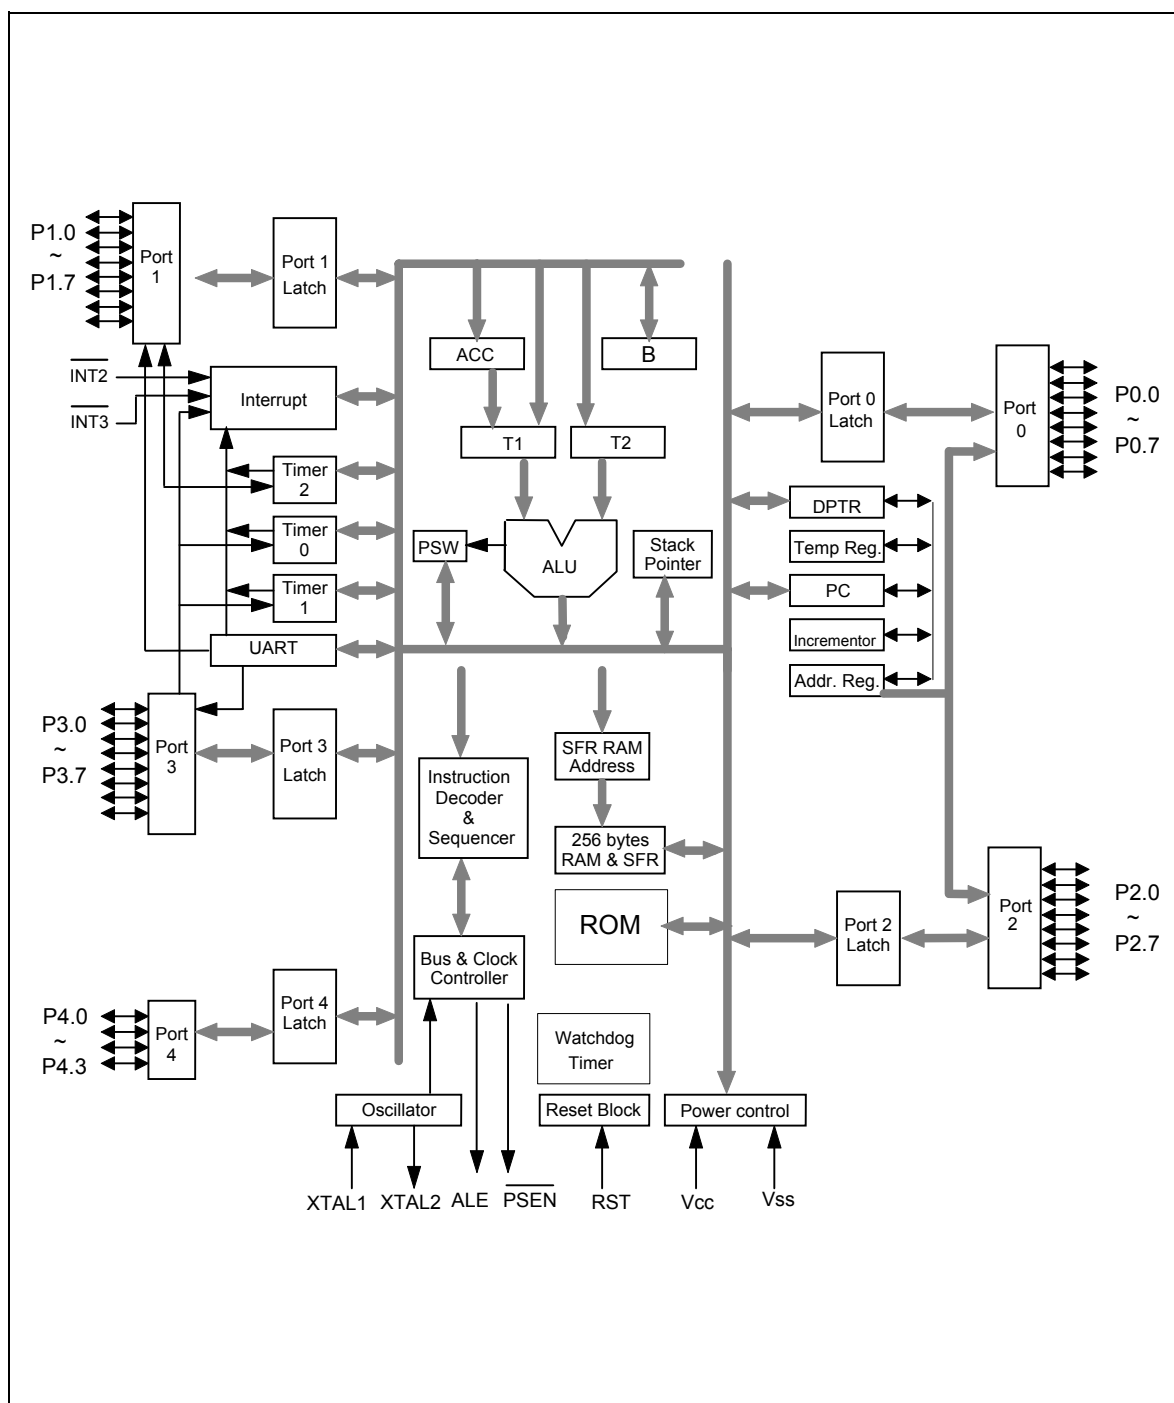 P1.0
~
P1.7
Port
1
Port 1
Latch
INT2
INT3
Interrupt
Timer
2
Timer
0
Timer
1
UART
P3.0
~
P3.7
Port
3
Port 3
Latch
P4.0
~
P4.3
Port
4
Port 4
Latch
ACC
B
T1
T2
PSW
ALU
Stack
Pointer
Instruction
Decoder
&
Sequencer
SFR RAM
Address
256 bytes
RAM & SFR
ROM
Bus & Clock
Controller
Watchdog
Timer
Oscillator
Reset Block
Power control
XTAL1
XTAL2
ALE
PSEN
RST
Vcc
Vss
Port 0
Latch
Port
0
P0.0
~
P0.7
DPTR
Temp Reg.
PC
Incrementor
Addr. Reg.
Port 2
Latch
Port
2
P2.0
~
P2.7